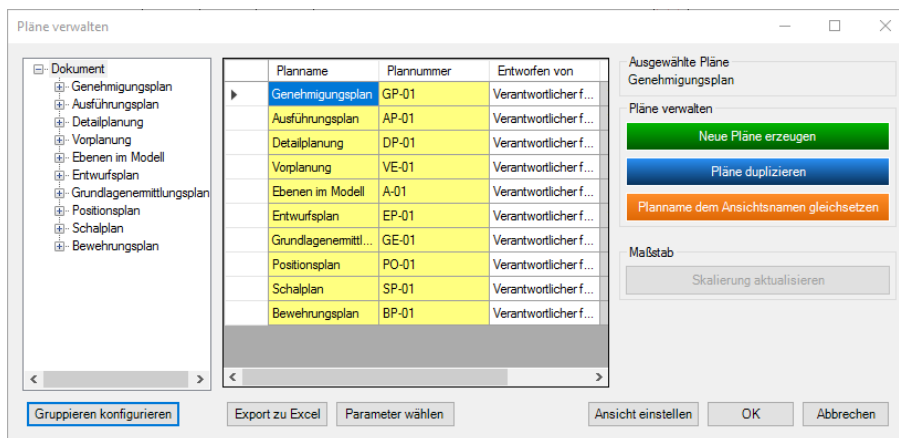 Pläne verwalten
Dokument
Genehmigungsplan
Ausführungsplan
Detailplanung
Vorplanung
Ebenen im Modell
Entwurfsplan
Grundlagenermittlungsplan
Positionsplan
Schalplan
Bewehrungsplan
Planname Plannummer Entworfen von
Genehmigungsplan GP-01 Verantwortlicher f...
Ausführungsplan AP-01 Verantwortlicher f...
Detailplanung DP-01 Verantwortlicher f...
Vorplanung VE-01 Verantwortlicher f...
Ebenen im Modell A-01 Verantwortlicher f...
Entwurfsplan EP-01 Verantwortlicher f...
Grundlagenermittl... GE-01 Verantwortlicher f...
Positionsplan PO-01 Verantwortlicher f...
Schalplan SP-01 Verantwortlicher f...
Bewehrungsplan BP-01 Verantwortlicher f...
Ausgewählte Pläne
Genehmigungsplan
Pläne verwalten
Neue Pläne erzeugen
Pläne duplizieren
Planname dem Ansichtsnamen gleichsetzen
Maßstab
Skalierung aktualisieren
Gruppieren konfigurieren Export zu Excel Parameter wählen Ansicht einstellen OK Abbrechen